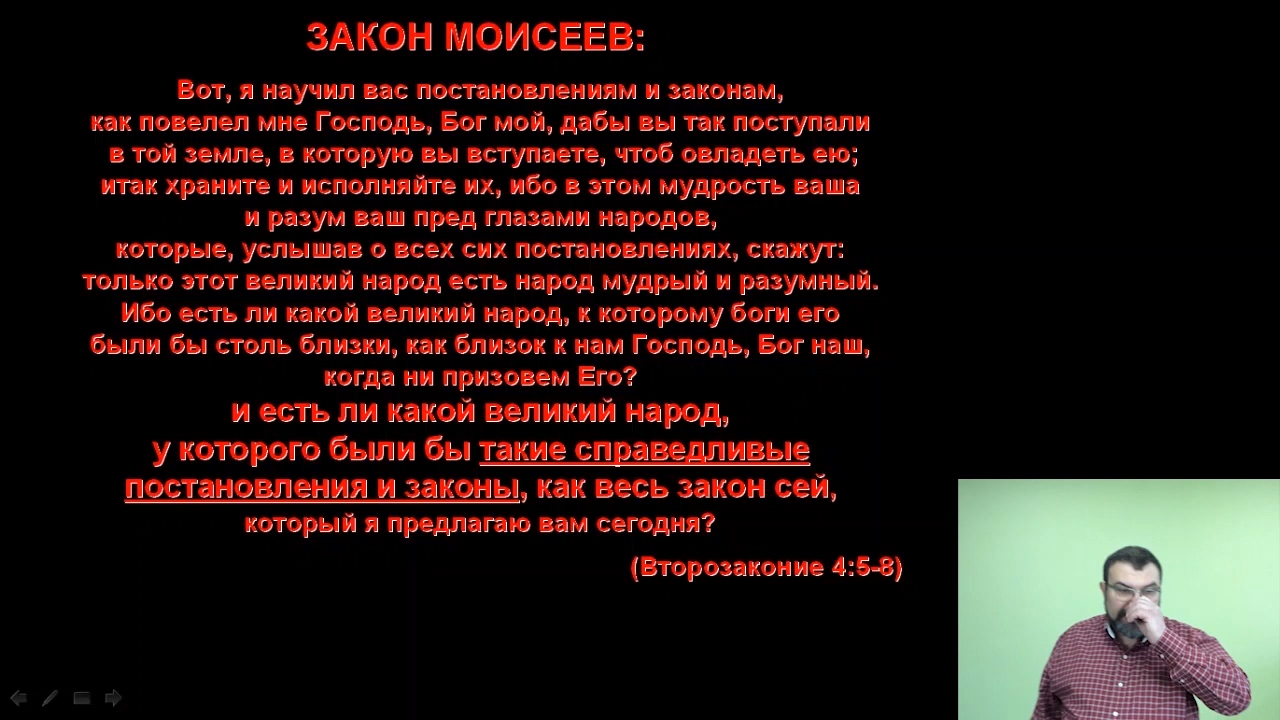 ЗАКОН МОИСЕЕВ:
Вот, я научил вас постановлениям и законам,
как повелел мне Господь, Бог мой, дабы вы так поступали
в той земле, в которую вы вступаете, чтоб овладеть ею;
итак храните и исполняйте их, ибо в этом мудрость ваша
и разум ваш пред глазами народов,
которые, услышав о всех сих постановлениях, скажут:
только этот великий народ есть народ мудрый и разумный.
Ибо есть ли какой великий народ, к которому боги его
были бы столь близки, как близок к нам Господь, Бог наш,
когда ни призовем Его?
и есть ли какой великий народ,
у которого были бы такие справедливые
постановления и законы, как весь закон сей,
который я предлагаю вам сегодня?
(Второзаконие 4:5-8)